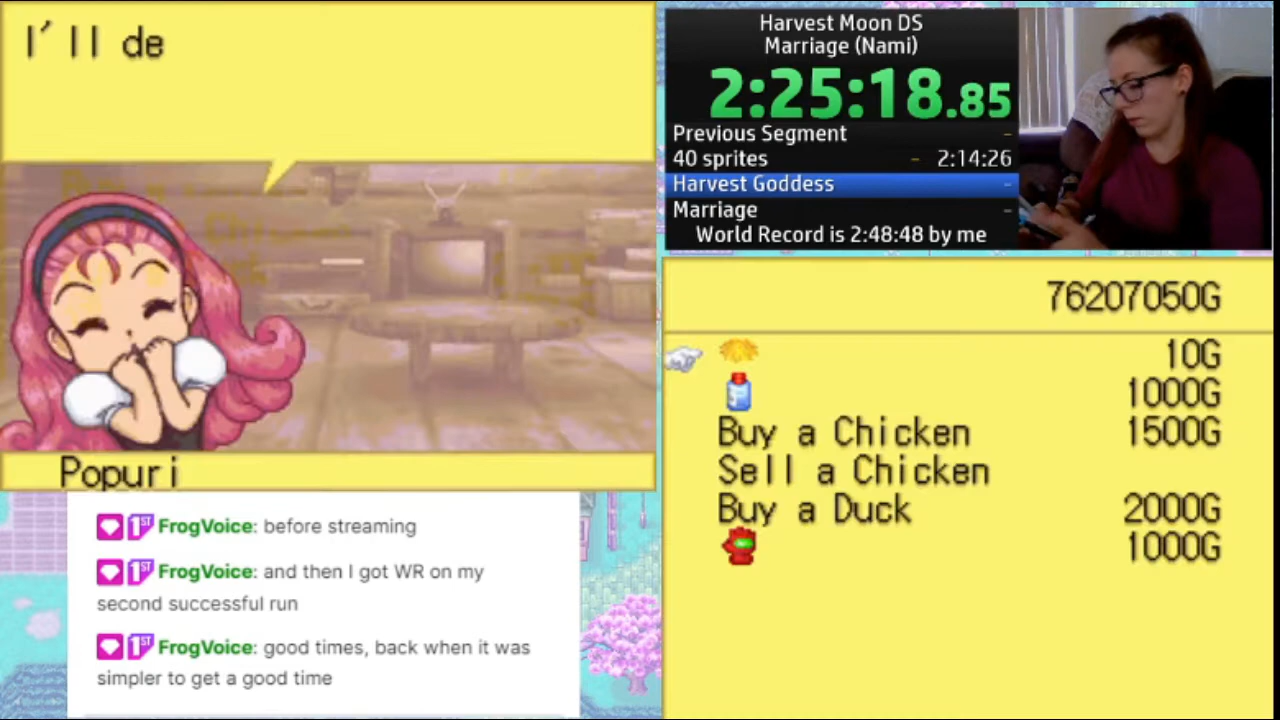 I'll de
Popuri
FrogVoice: before streaming
FrogVoice: and then I got WR on my
second successful run
FrogVoice: good times, back when it was
simpler to get a good time
Harvest Moon DS
Marriage (Nami)
2:25:18.85
Previous Segment -
40 sprites - 2:14:26
Harvest Goddess -
Marriage -
World Record is 2:48:48 by me
76207050G
10G
1000G
Buy a Chicken 1500G
Sell a Chicken
Buy a Duck 2000G
1000G